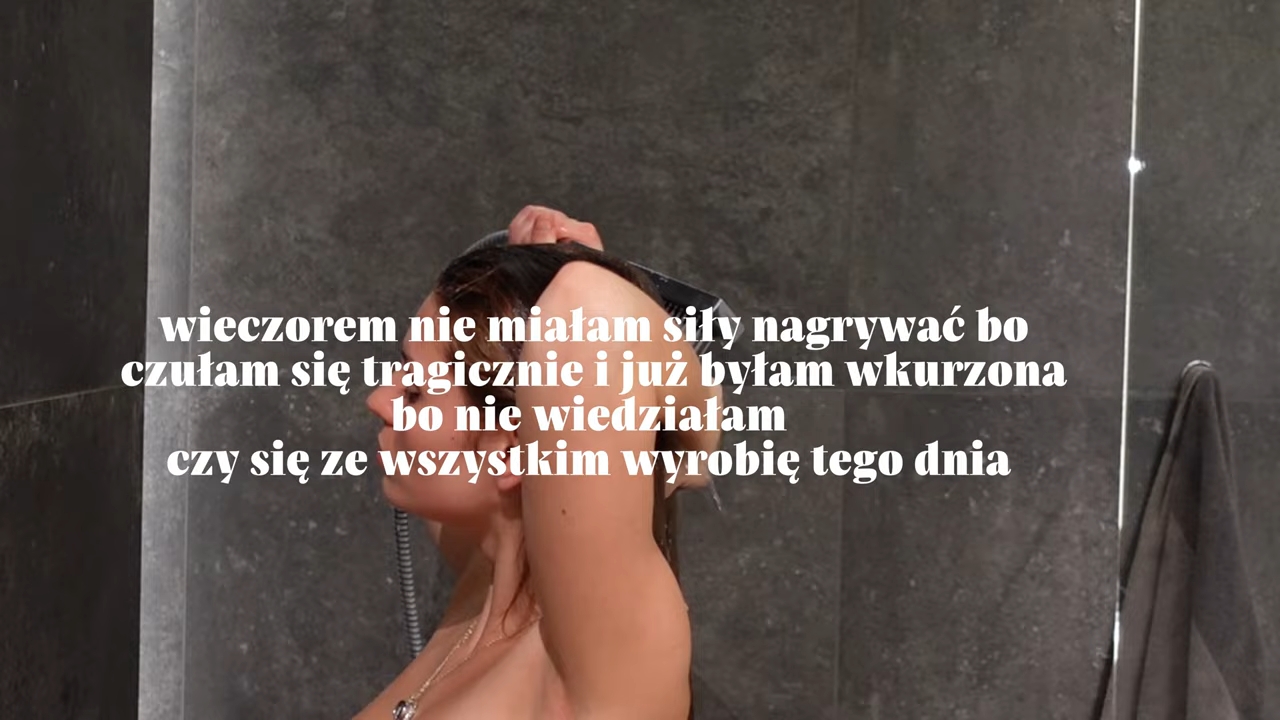 wieczorem nie miałam siły nagrywać bo
czułam się tragicznie i już byłam wkurzona
bo nie wiedziałam
czy się ze wszystkim wyrobię tego dnia